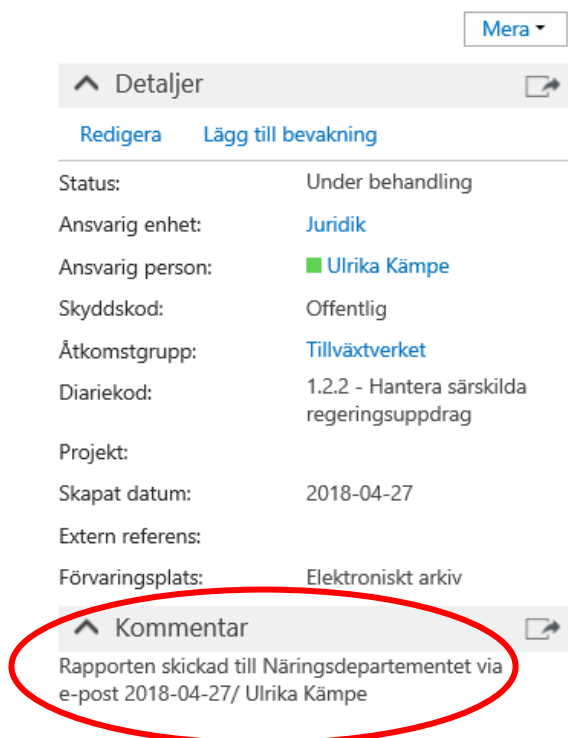 Mera
Detaljer
Redigera Lägg till bevakning
Status: Under behandling
Ansvarig enhet: Juridik
Ansvarig person: Ulrika Kämpe
Skyddskod: Offentlig
Åtkomstgrupp: Tillväxtverket
Diariekod: 1.2.2 - Hantera särskilda
regeringsuppdrag
Projekt:
Skapat datum: 2018-04-27
Extern referens:
Förvaringsplats: Elektroniskt arkiv
Kommentar
Rapporten skickad till Näringsdepartementet via
e-post 2018-04-27/ Ulrika Kämpe